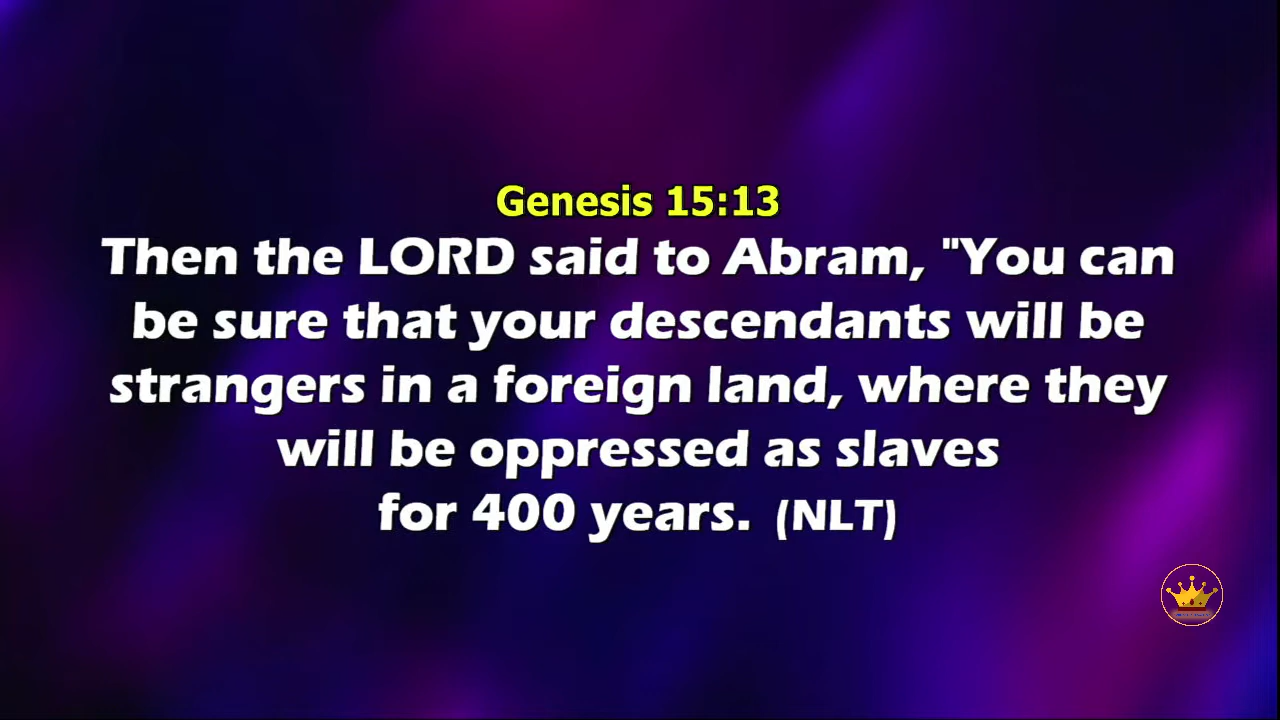 Genesis 15:13
Then the LORD said to Abram, "You can
be sure that your descendants will be
strangers in a foreign land, where they
will be oppressed as slaves
for 400 years. (NLT)